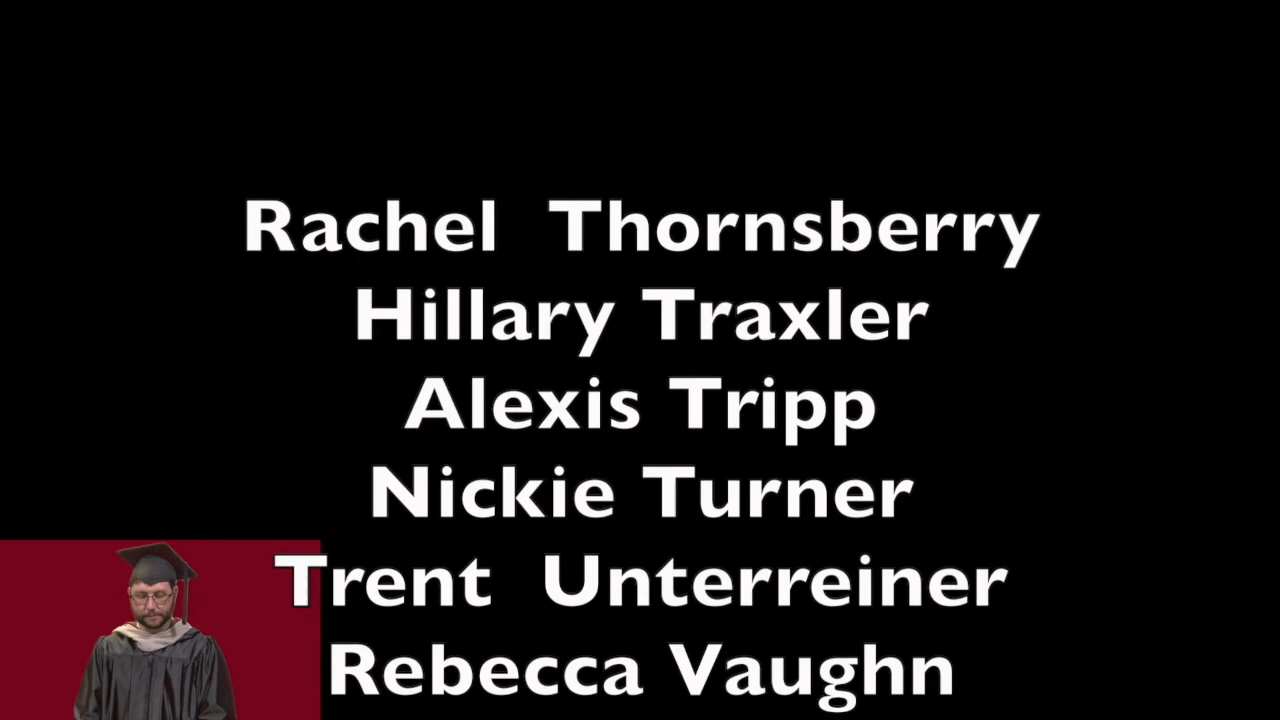 Rachel  Thornsberry
Hillary Traxler
Alexis Tripp
Nickie Turner
Trent  Unterreiner
Rebecca Vaughn